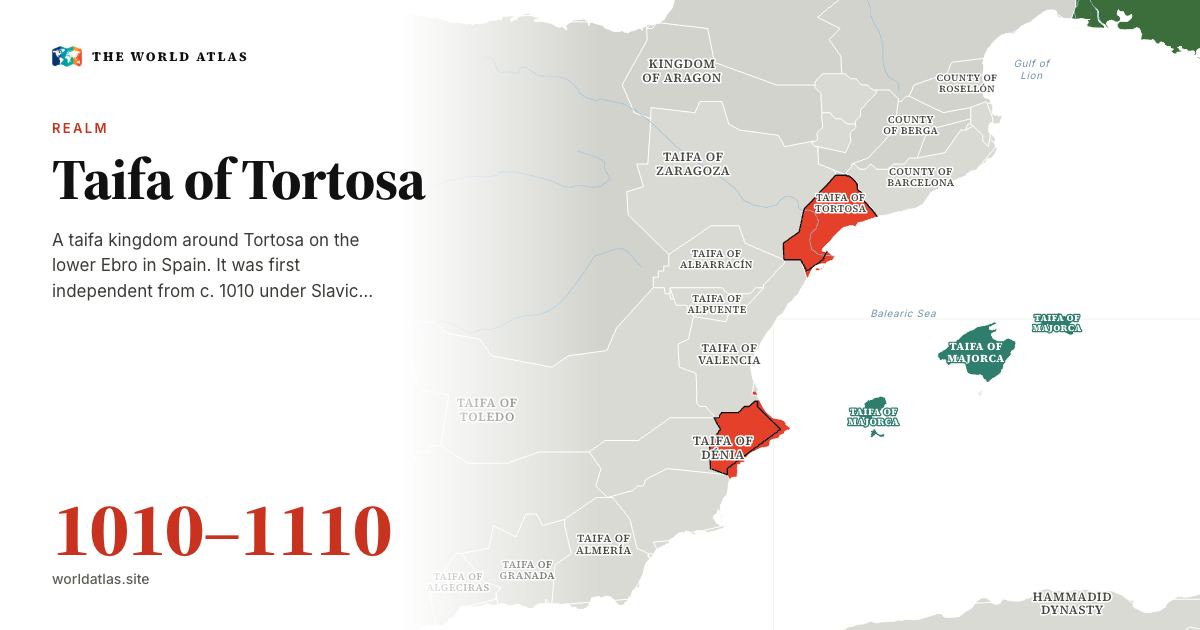 THE WORLD ATLAS
REALM
Taifa of Tortosa
A taifa kingdom around Tortosa on the
lower Ebro in Spain. It was first
independent from c. 1010 under Slavic...
1010–1110
worldatlas.site
KINGDOM
OF ARAGON
COUNTY OF
ROSELLÓN
Gulf of
Lion
COUNTY
OF BERGA
TAIFA OF
ZARAGOZA
COUNTY OF
BARCELONA
TAIFA OF
TORTOSA
TAIFA OF
ALBARRACÍN
TAIFA OF
ALPUENTE
Balearic Sea
TAIFA OF
MAJORCA
TAIFA OF
MAJORCA
TAIFA OF
VALENCIA
TAIFA OF
TOLEDO
TAIFA OF
MAJORCA
TAIFA OF
DÉNIA
TAIFA OF
ALMERÍA
TAIFA OF
GRANADA
TAIFA OF
ALGECIRAS
HAMMADID
DYNASTY